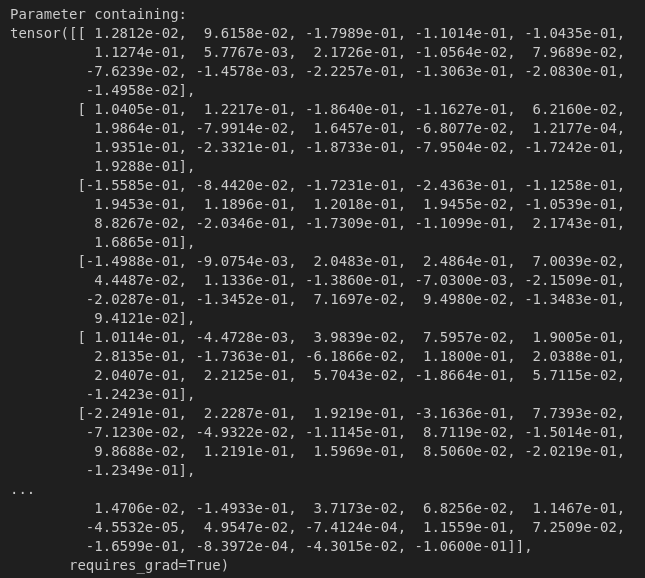 Parameter containing:
tensor([[ 1.2812e-02,  9.6158e-02, -1.7989e-01, -1.1014e-01, -1.0435e-01,
          1.1274e-01,  5.7767e-03,  2.1726e-01, -1.0564e-02,  7.9689e-02,
         -7.6239e-02, -1.4578e-03, -2.2257e-01, -1.3063e-01, -2.0830e-01,
         -1.4958e-02],
        [ 1.0405e-01,  1.2217e-01, -1.8640e-01, -1.1627e-01,  6.2160e-02,
          1.9864e-01, -7.9914e-02,  1.6457e-01, -6.8077e-02,  1.2177e-04,
          1.9351e-01, -2.3321e-01, -1.8733e-01, -7.9504e-02, -1.7242e-01,
          1.9288e-01],
        [-1.5585e-01, -8.4420e-02, -1.7231e-01, -2.4363e-01, -1.1258e-01,
          1.9453e-01,  1.1896e-01,  1.2018e-01,  1.9455e-02, -1.0539e-01,
          8.8267e-02, -2.0346e-01, -1.7309e-01, -1.1099e-01,  2.1743e-01,
          1.6865e-01],
        [-1.4988e-01, -9.0754e-03,  2.0483e-01,  2.4864e-01,  7.0039e-02,
          4.4487e-02,  1.1336e-01, -1.3860e-01, -7.0300e-03, -2.1509e-01,
         -2.0287e-01, -1.3452e-01,  7.1697e-02,  9.4980e-02, -1.3483e-01,
          9.4121e-02],
        [ 1.0114e-01, -4.4728e-03,  3.9839e-02,  7.5957e-02,  1.9005e-01,
          2.8135e-01, -1.7363e-01, -6.1866e-02,  1.1800e-01,  2.0388e-01,
          2.0407e-01,  2.2125e-01,  5.7043e-02, -1.8664e-01,  5.7115e-02,
         -1.2423e-01],
        [-2.2491e-01,  2.2287e-01,  1.9219e-01, -3.1636e-01,  7.7393e-02,
         -7.1230e-02, -4.9322e-02, -1.1145e-01,  8.7119e-02, -1.5014e-01,
          9.8688e-02,  1.2191e-01,  1.5969e-01,  8.5060e-02, -2.0219e-01,
         -1.2349e-01],
...
          1.4706e-02, -1.4933e-01,  3.7173e-02,  6.8256e-02,  1.1467e-01,
         -4.5532e-05,  4.9547e-02, -7.4124e-04,  1.1559e-01,  7.2509e-02,
         -1.6599e-01, -8.3972e-04, -4.3015e-02, -1.0600e-01]],
       requires_grad=True)